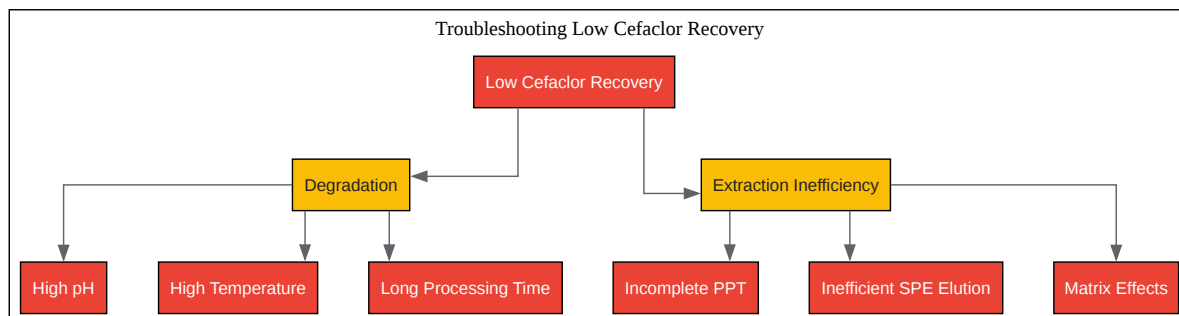 Troubleshooting Low Cefaclor Recovery
Low Cefaclor Recovery
Degradation
Extraction Inefficiency
High pH
High Temperature
Long Processing Time
Incomplete PPT
Inefficient SPE Elution
Matrix Effects